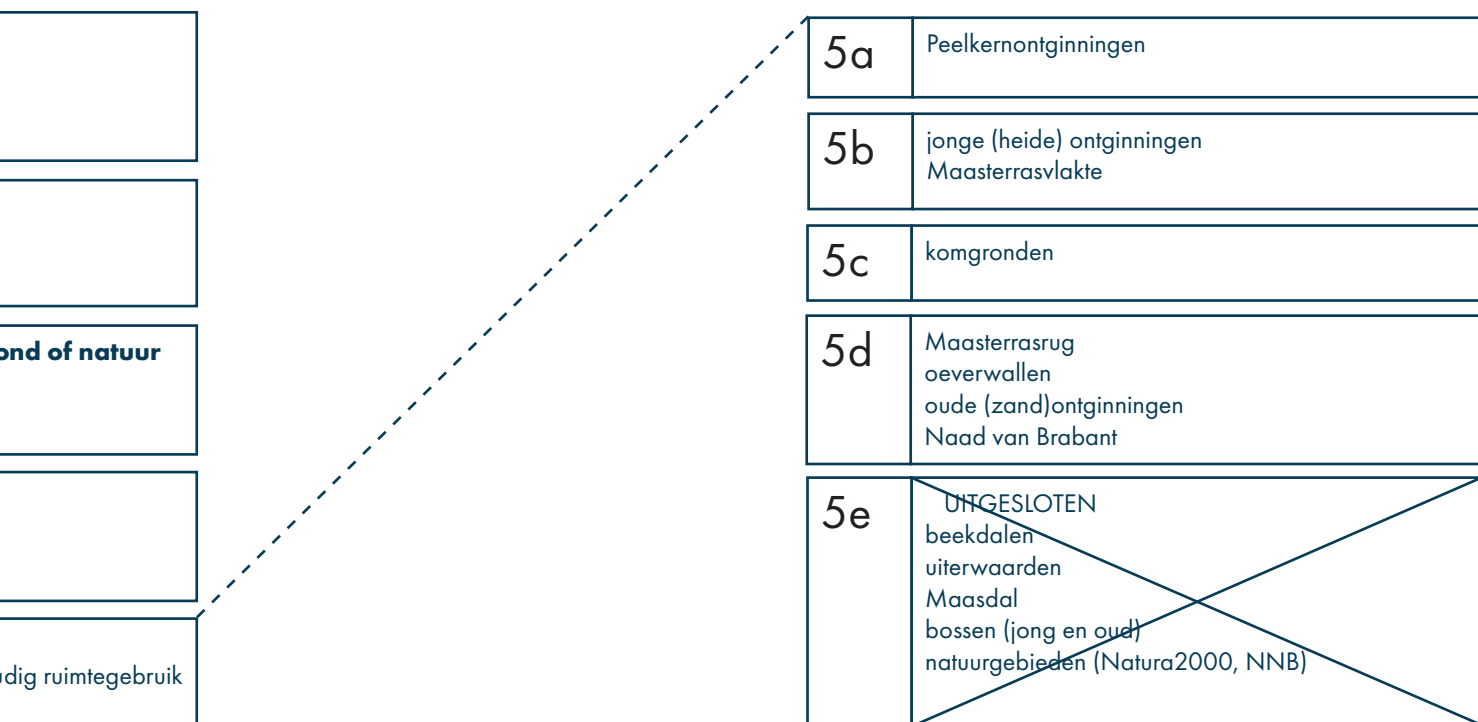 ond of natuur
udig ruimtegebruik
5a
Peelkernontginningen
5b
jonge (heide) ontginningen
Maasterrasvlakte
5c
komgronden
5d
Maasterrasrug
oeverwallen
oude (zand)ontginningen
Naad van Brabant
5e
UITGESLOTEN
beekdalen
uiterwaarden
Maasdal
bossen (jong en oud)
natuurgebieden (Natura2000, NNB)